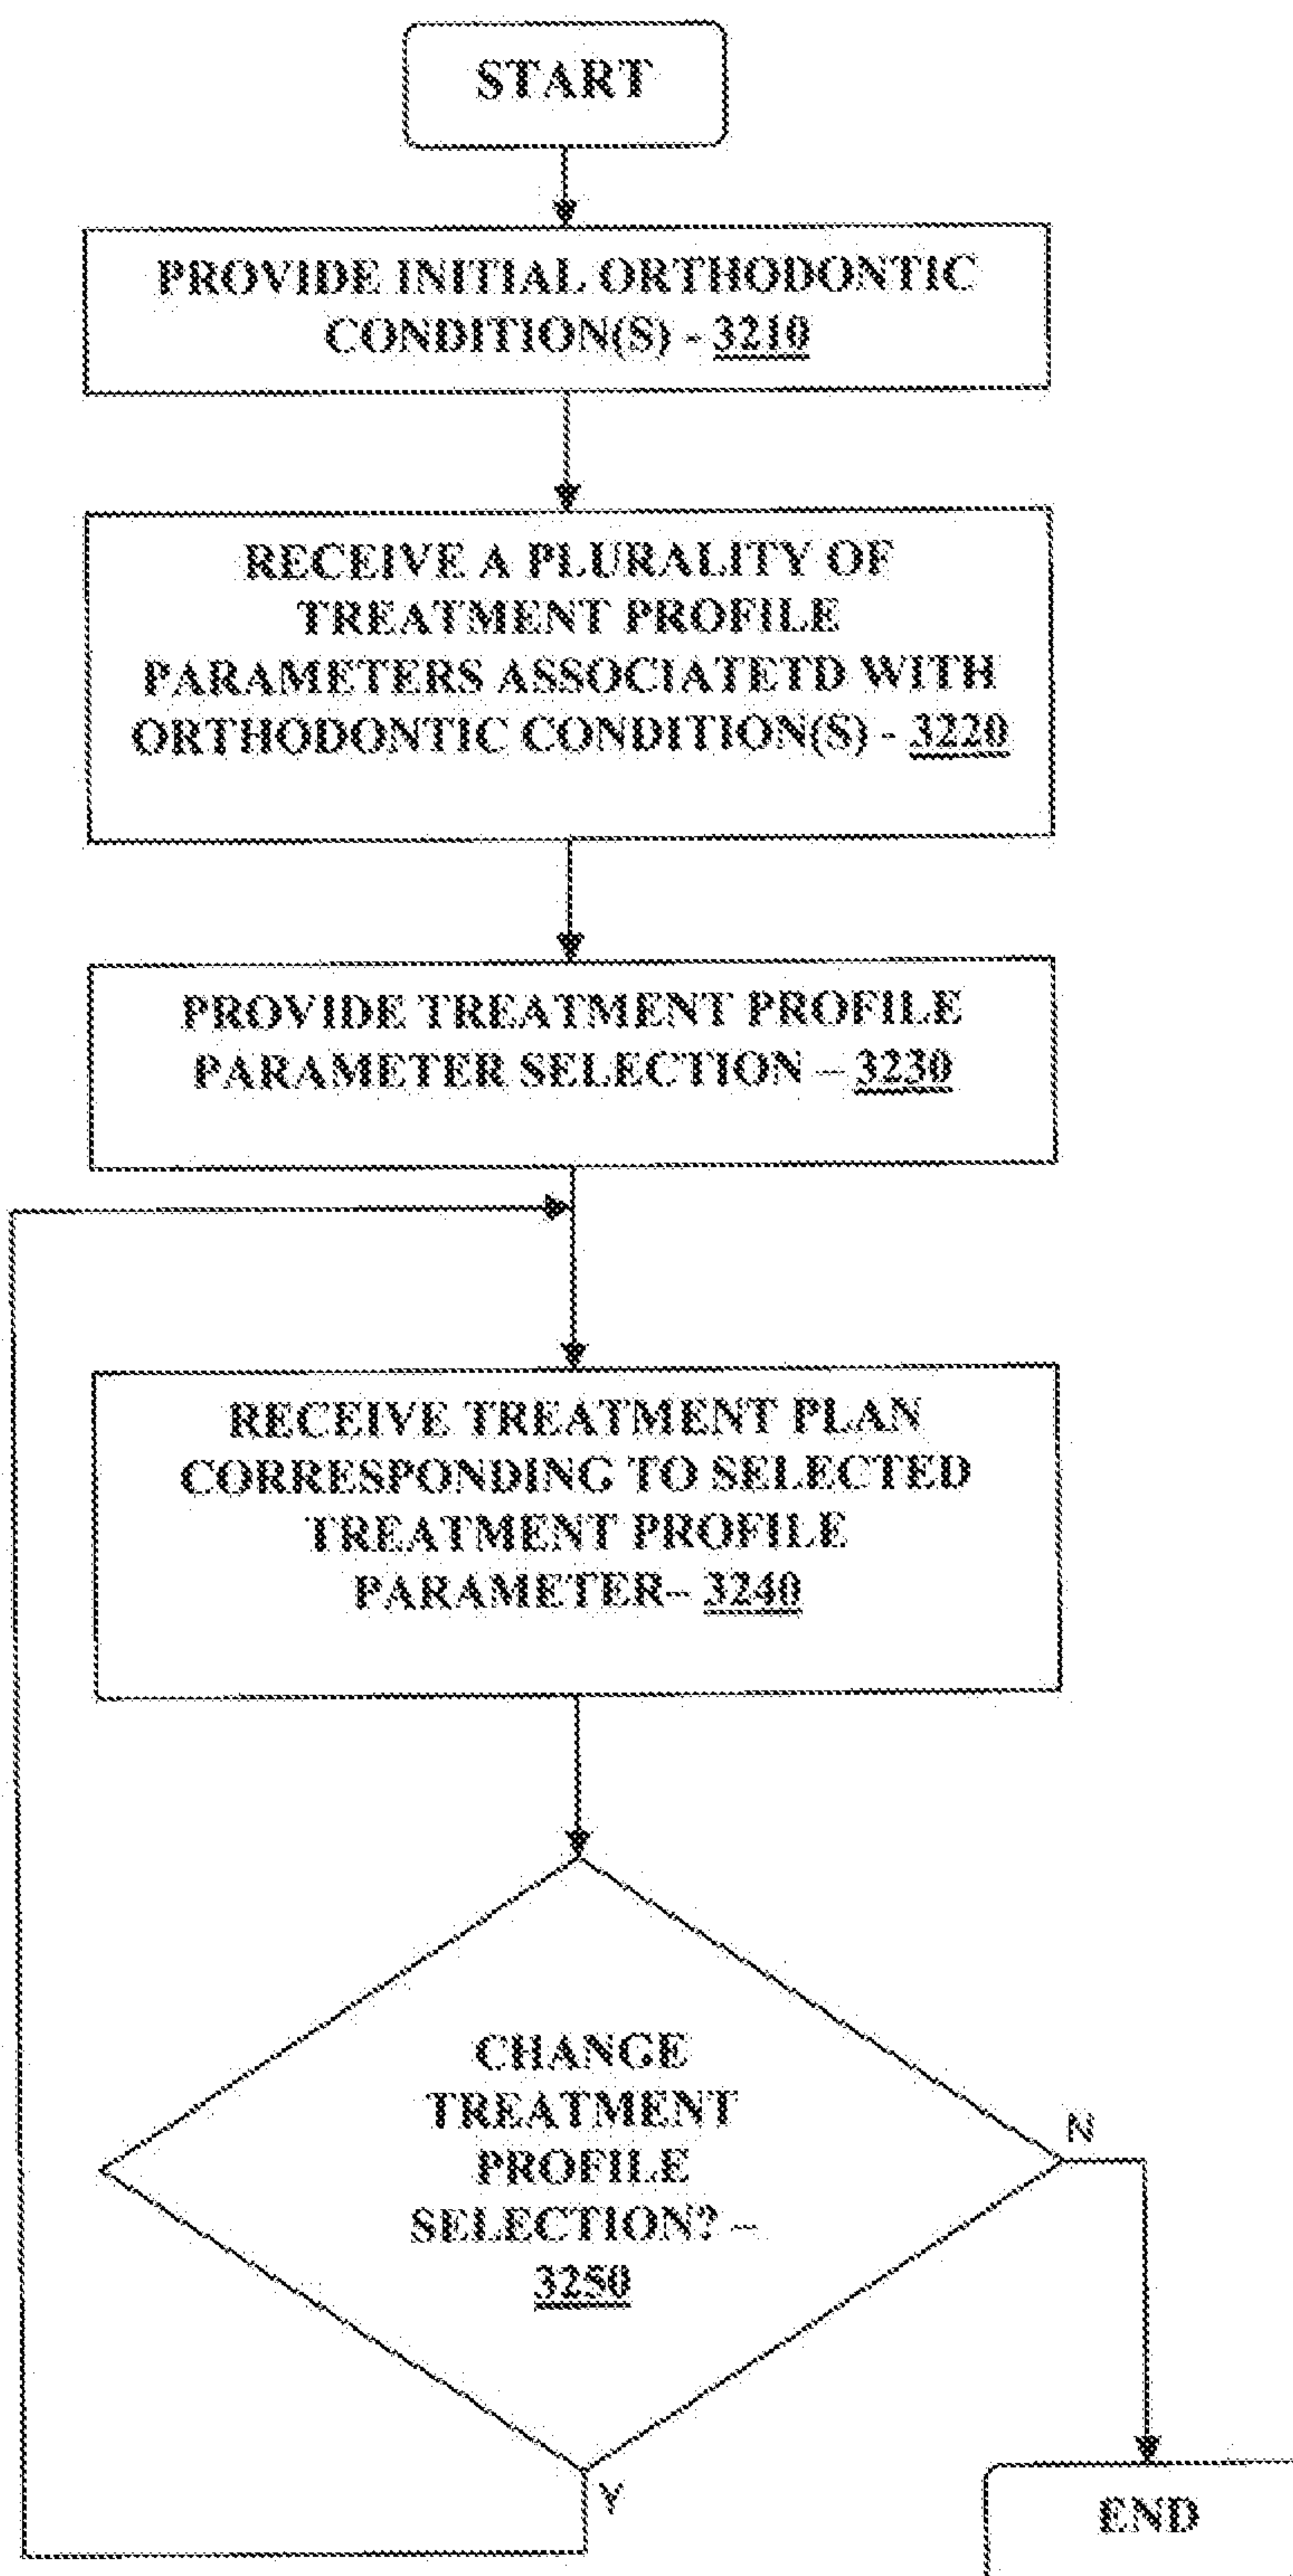 START
PROVIDE INITIAL ORTHODONTIC
CONDITION(S) - 3210
RECEIVE A PLURALITY OF
TREATMENT PROFILE
PARAMETERS ASSOCIATETD WITH
ORTHODONTIC CONDITION(S) - 3220
PROVIDE TREATMENT PROFILE
PARAMETER SELECTION – 3230
RECEIVE TREATMENT PLAN
CORRESPONDING TO SELECTED
TREATMENT PROFILE
PARAMETER– 3240
CHANGE
TREATMENT
PROFILE
SELECTION? –
3250
N
Y
END